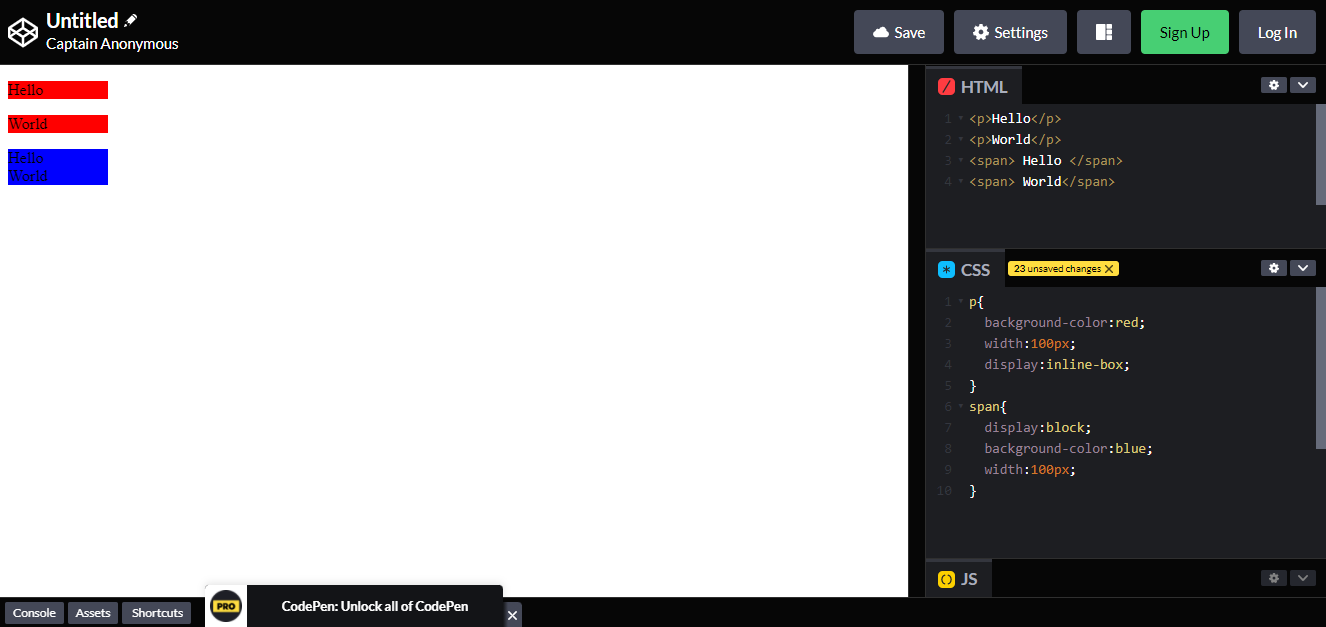 Untitled
Captain Anonymous
Save
Settings
Sign Up
Log In
Hello
World
Hello
World
HTML
1 <p>Hello</p>
2 <p>World</p>
3 <span> Hello </span>
4 <span> World</span>
CSS
23 unsaved changes X
1 p{
2 background-color:red;
3 width:100px;
4 display:inline-box;
5 }
6 span{
7 display:block;
8 background-color:blue;
9 width:100px;
10 }
JS
Console
Assets
Shortcuts
PRO
CodePen: Unlock all of CodePen